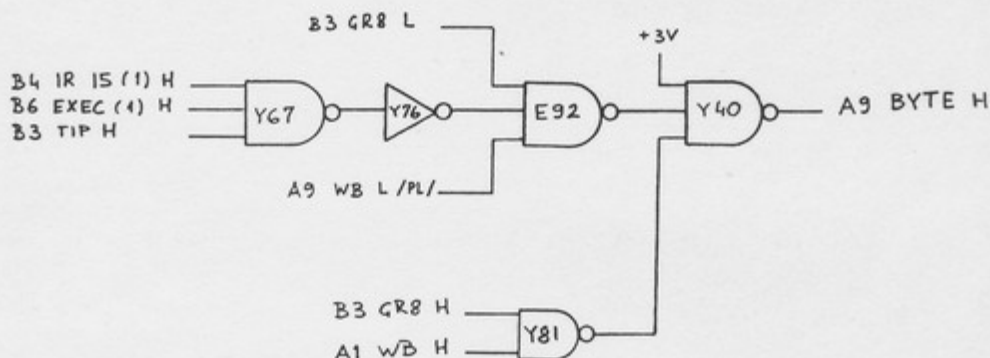 B3 GR8 L
+3V
B4 IR 15 (1) H
B6 EXEC (1) H
B3 TIP H
Y67
Y76
E92
Y40
A9 BYTE H
A9 WB L /PL/
B3 GR8 H
A1 WB H
Y81